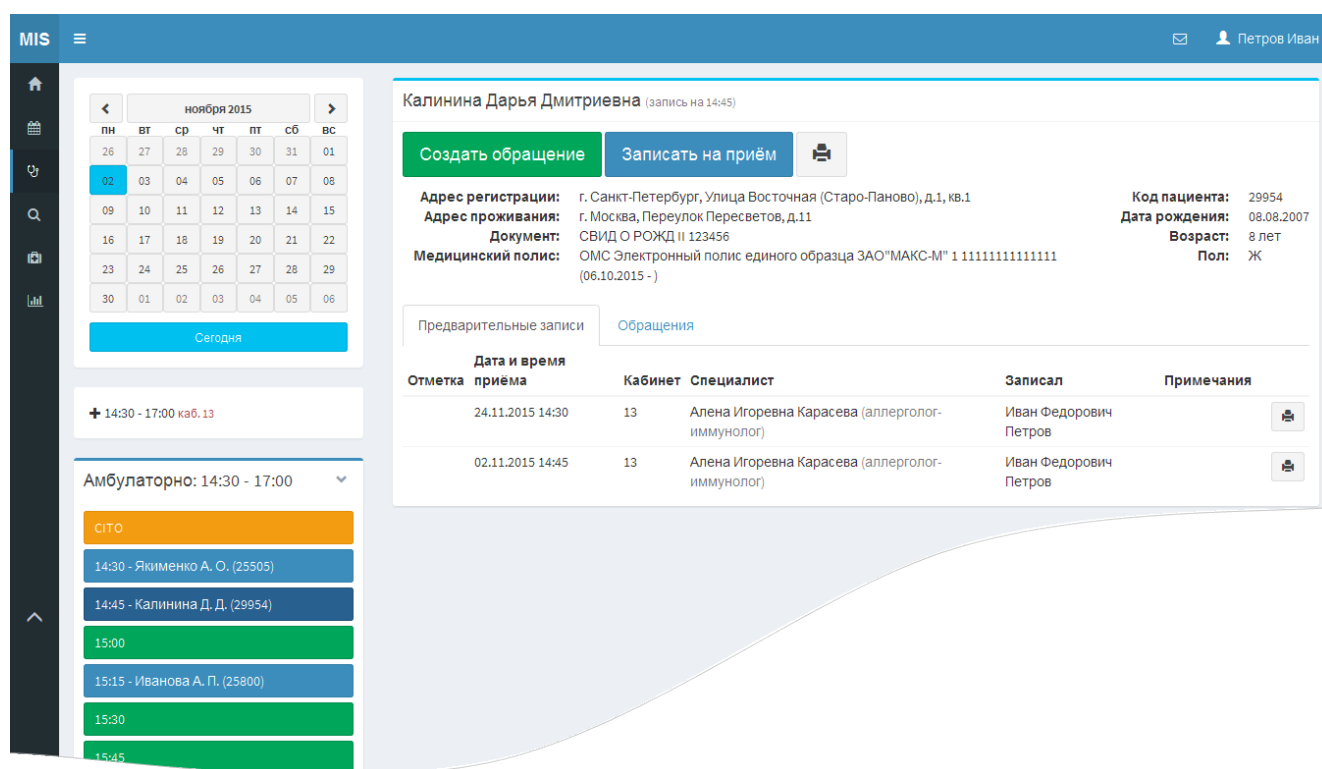 MIS
Петров Иван
ноября 2015
пн вт ср чт пт сб вс
26 27 28 29 30 31 01
02 03 04 05 06 07 08
09 10 11 12 13 14 15
16 17 18 19 20 21 22
23 24 25 26 27 28 29
30 01 02 03 04 05 06
Сегодня
14:30 - 17:00 каб. 13
Амбулаторно: 14:30 - 17:00
CITO
14:30 - Якименко А. О. (25505)
14:45 - Калинина Д. Д. (29954)
15:00
15:15 - Иванова А. П. (25800)
15:30
15:45
Калинина Дарья Дмитриевна (запись на 14:45)
Создать обращение Записать на приём
Адрес регистрации: г. Санкт-Петербург, Улица Восточная (Старо-Паново), д.1, кв.1
Адрес проживания: г. Москва, Переулок Пересветов, д.11
Документ: СВИД О РОЖД II 123456
Медицинский полис: ОМС Электронный полис единого образца ЗАО"МАКС-М" 1 11111111111111
(06.10.2015 - )
Код пациента: 29954
Дата рождения: 08.08.2007
Возраст: 8 лет
Пол: Ж
Предварительные записи Обращения
Дата и время
Отметка приёма Кабинет Специалист Записал Примечания
24.11.2015 14:30 13 Алена Игоревна Карасева (аллерголог- Иван Федорович
иммунолог) Петров
02.11.2015 14:45 13 Алена Игоревна Карасева (аллерголог- Иван Федорович
иммунолог) Петров